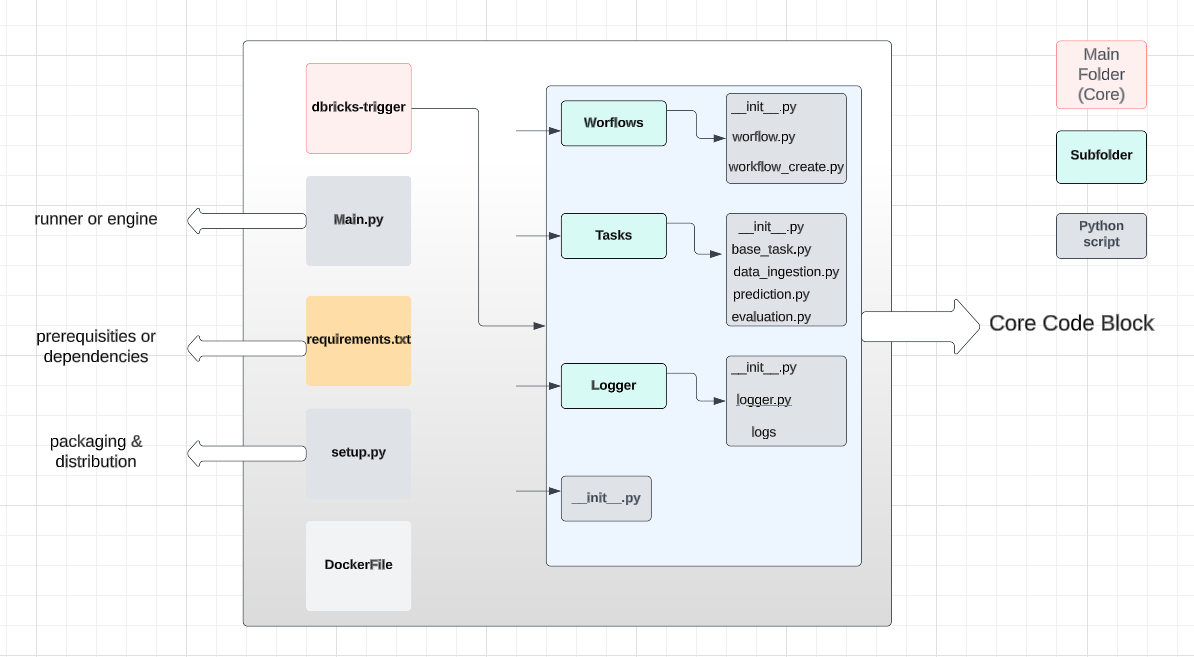 dbricks-trigger
Main.py
requirements.txt
setup.py
DockerFile
runner or engine
prerequisities or
dependencies
packaging &
distribution
Worflows
__init__.py
worflow.py
workflow_create.py
Tasks
__init__.py
base_task.py
data_ingestion.py
prediction.py
evaluation.py
Logger
__init__.py
logger.py
logs
__init__.py
Core Code Block
Main
Folder
(Core)
Subfolder
Python
script